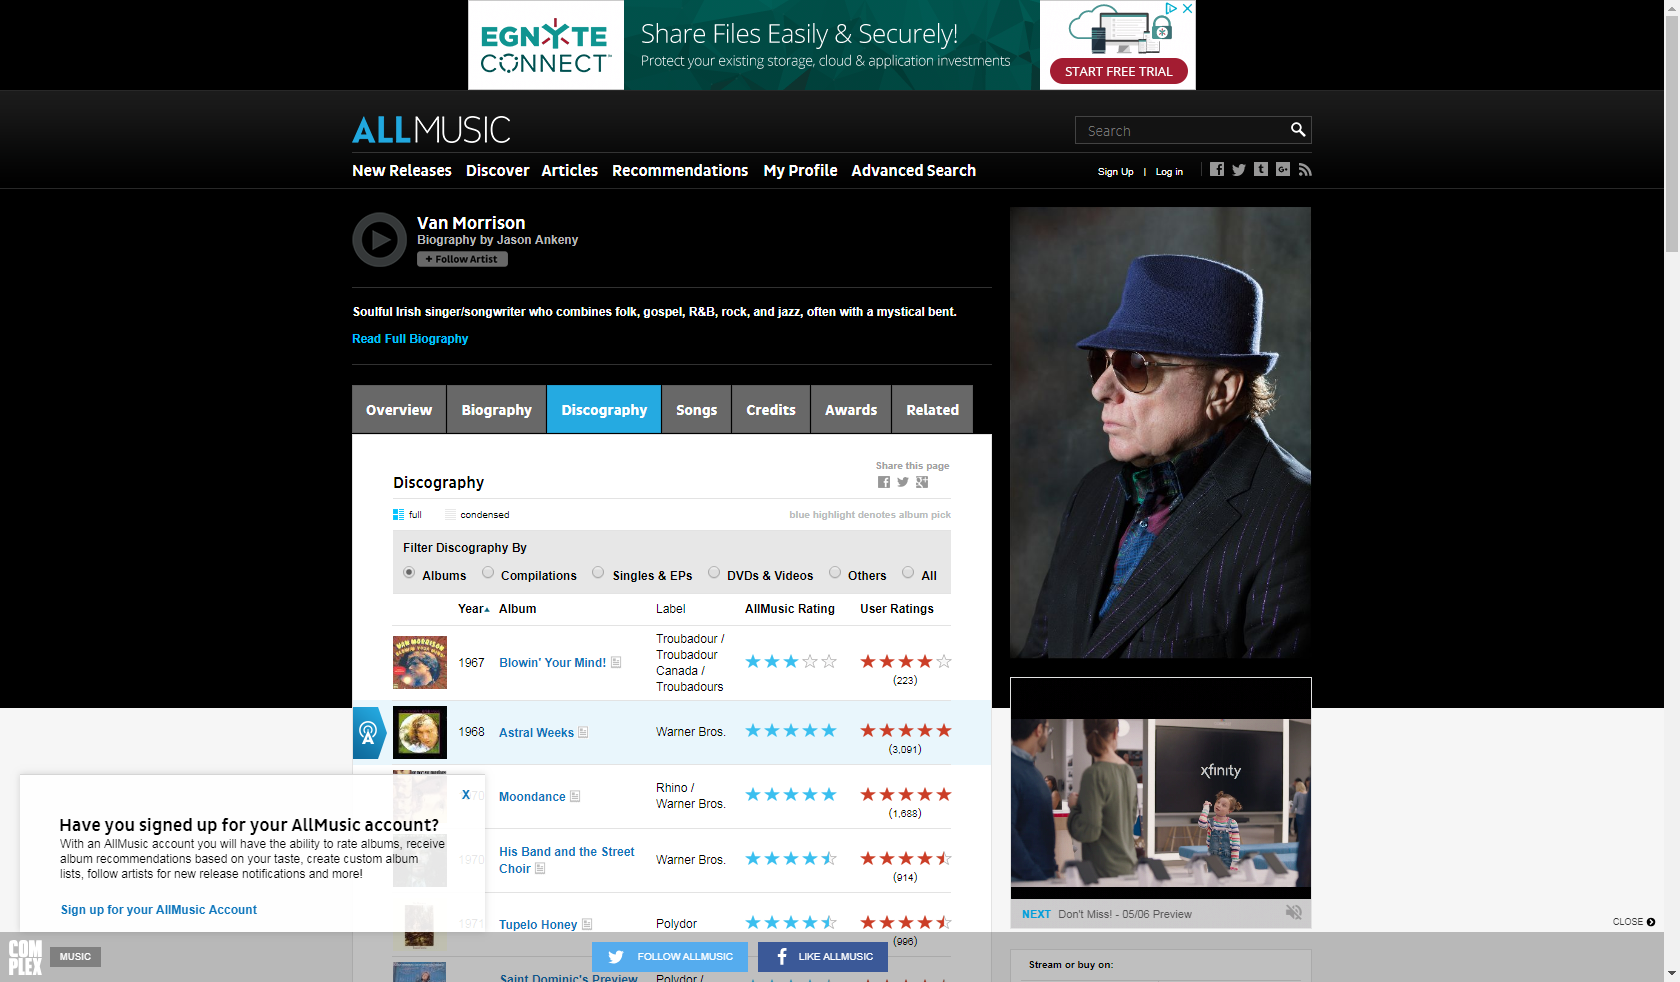 EGNYTE
CONNECT
Share Files Easily & Securely!
Protect your existing storage, cloud & application investments
START FREE TRIAL
ALLMUSIC
Search
New Releases Discover Articles Recommendations My Profile Advanced Search
Sign Up | Log in
Van Morrison
Biography by Jason Ankeny
+ Follow Artist
Soulful Irish singer/songwriter who combines folk, gospel, R&B, rock, and jazz, often with a mystical bent.
Read Full Biography
Overview Biography Discography Songs Credits Awards Related
Share this page
Discography
full condensed blue highlight denotes album pick
Filter Discography By
Albums Compilations Singles & EPs DVDs & Videos Others All
Year Album Label AllMusic Rating User Ratings
VAN MORRISON
BLOWIN' YOUR MIND!
1967 Blowin' Your Mind! Troubadour / Troubadour Canada / Troubadours (223)
1968 Astral Weeks Warner Bros. (3,091)
1970 Moondance Rhino / Warner Bros. (1,688)
1970 His Band and the Street Choir Warner Bros. (914)
1971 Tupelo Honey Polydor (996)
Saint Dominic's Preview Polydor /
X
Have you signed up for your AllMusic account?
With an AllMusic account you will have the ability to rate albums, receive
album recommendations based on your taste, create custom album
lists, follow artists for new release notifications and more!
Sign up for your AllMusic Account
xfinity
NEXT Don't Miss! - 05/06 Preview
CLOSE
Stream or buy on:
COMPLEX
MUSIC
FOLLOW ALLMUSIC
LIKE ALLMUSIC